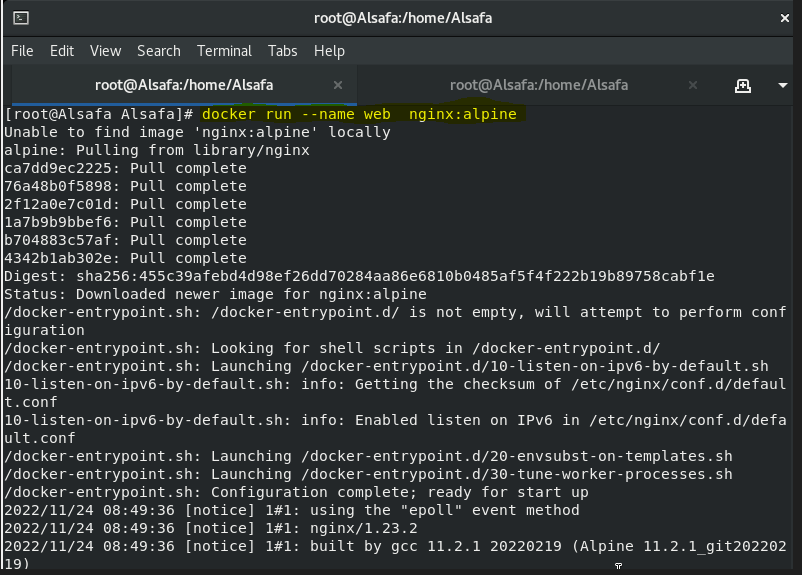 root@Alsafa:/home/Alsafa
File Edit View Search Terminal Tabs Help
root@Alsafa:/home/Alsafa root@Alsafa:/home/Alsafa
[root@Alsafa Alsafa]# docker run --name web  nginx:alpine
Unable to find image 'nginx:alpine' locally
alpine: Pulling from library/nginx
ca7dd9ec2225: Pull complete
76a48b0f5898: Pull complete
2f12a0e7c01d: Pull complete
1a7b9b9bbef6: Pull complete
b704883c57af: Pull complete
4342b1ab302e: Pull complete
Digest: sha256:455c39afebd4d98ef26dd70284aa86e6810b0485af5f4f222b19b89758cabf1e
Status: Downloaded newer image for nginx:alpine
/docker-entrypoint.sh: /docker-entrypoint.d/ is not empty, will attempt to perform conf
iguration
/docker-entrypoint.sh: Looking for shell scripts in /docker-entrypoint.d/
/docker-entrypoint.sh: Launching /docker-entrypoint.d/10-listen-on-ipv6-by-default.sh
10-listen-on-ipv6-by-default.sh: info: Getting the checksum of /etc/nginx/conf.d/defaul
t.conf
10-listen-on-ipv6-by-default.sh: info: Enabled listen on IPv6 in /etc/nginx/conf.d/defa
ult.conf
/docker-entrypoint.sh: Launching /docker-entrypoint.d/20-envsubst-on-templates.sh
/docker-entrypoint.sh: Launching /docker-entrypoint.d/30-tune-worker-processes.sh
/docker-entrypoint.sh: Configuration complete; ready for start up
2022/11/24 08:49:36 [notice] 1#1: using the "epoll" event method
2022/11/24 08:49:36 [notice] 1#1: nginx/1.23.2
2022/11/24 08:49:36 [notice] 1#1: built by gcc 11.2.1 20220219 (Alpine 11.2.1_git202202
19)